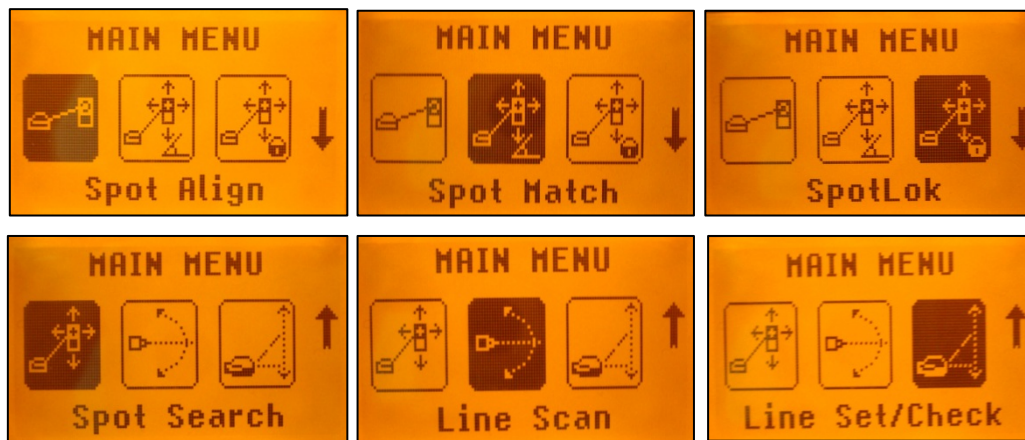 MAIN MENU
Spot Align
MAIN MENU
Spot Match
MAIN MENU
SpotLok
MAIN MENU
Spot Search
MAIN MENU
Line Scan
MAIN MENU
Line Set/Check